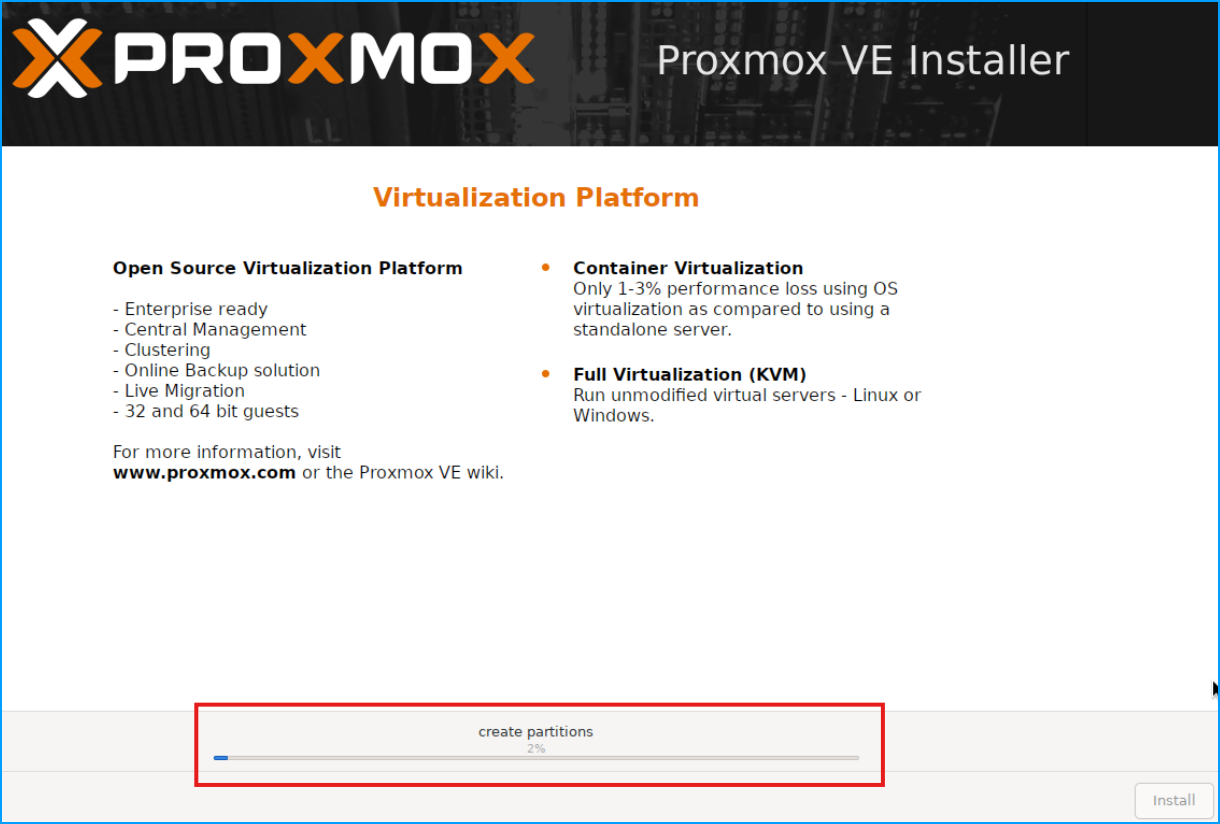 PROXMOX
Proxmox VE Installer
Virtualization Platform
Open Source Virtualization Platform
- Enterprise ready
- Central Management
- Clustering
- Online Backup solution
- Live Migration
- 32 and 64 bit guests
For more information, visit
www.proxmox.com or the Proxmox VE wiki.
• Container Virtualization
Only 1-3% performance loss using OS
virtualization as compared to using a
standalone server.
• Full Virtualization (KVM)
Run unmodified virtual servers - Linux or
Windows.
create partitions
2%
Install